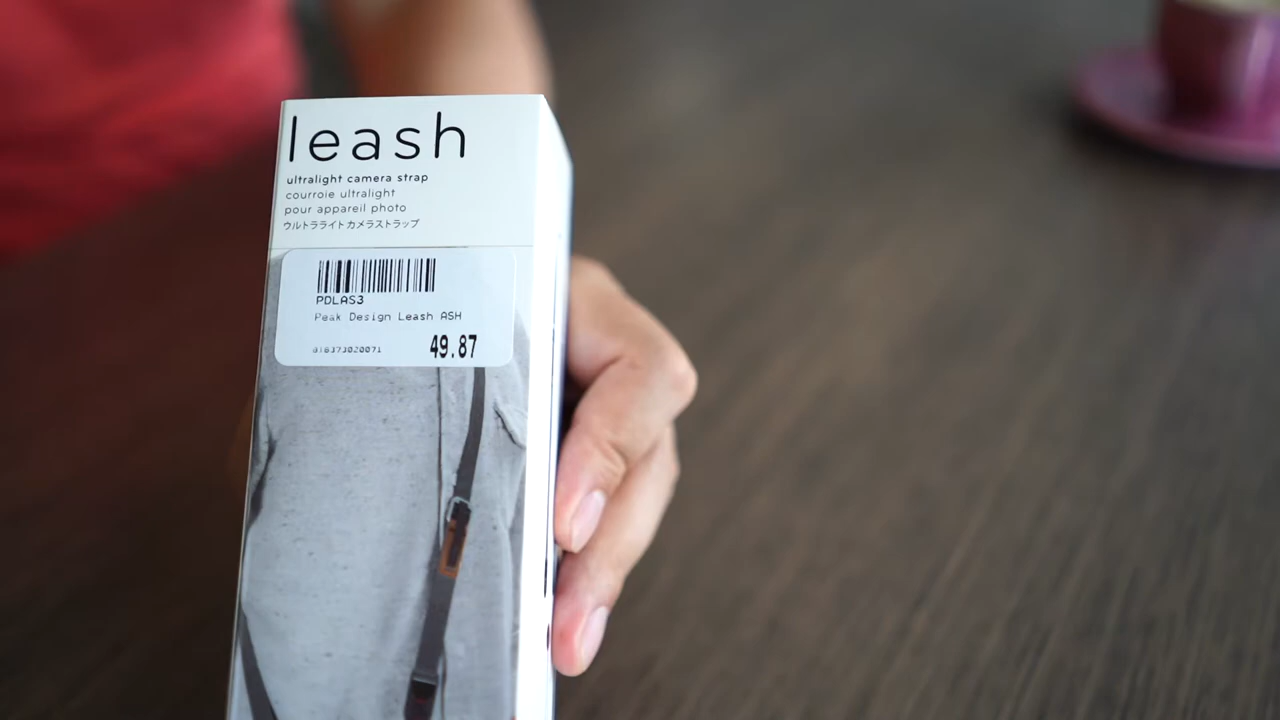 leash
ultralight camera strap
courroie ultralight
pour appareil photo
ウルトラライトカメラストラップ
PDLAS3
Peak Design Leash ASH
49.87